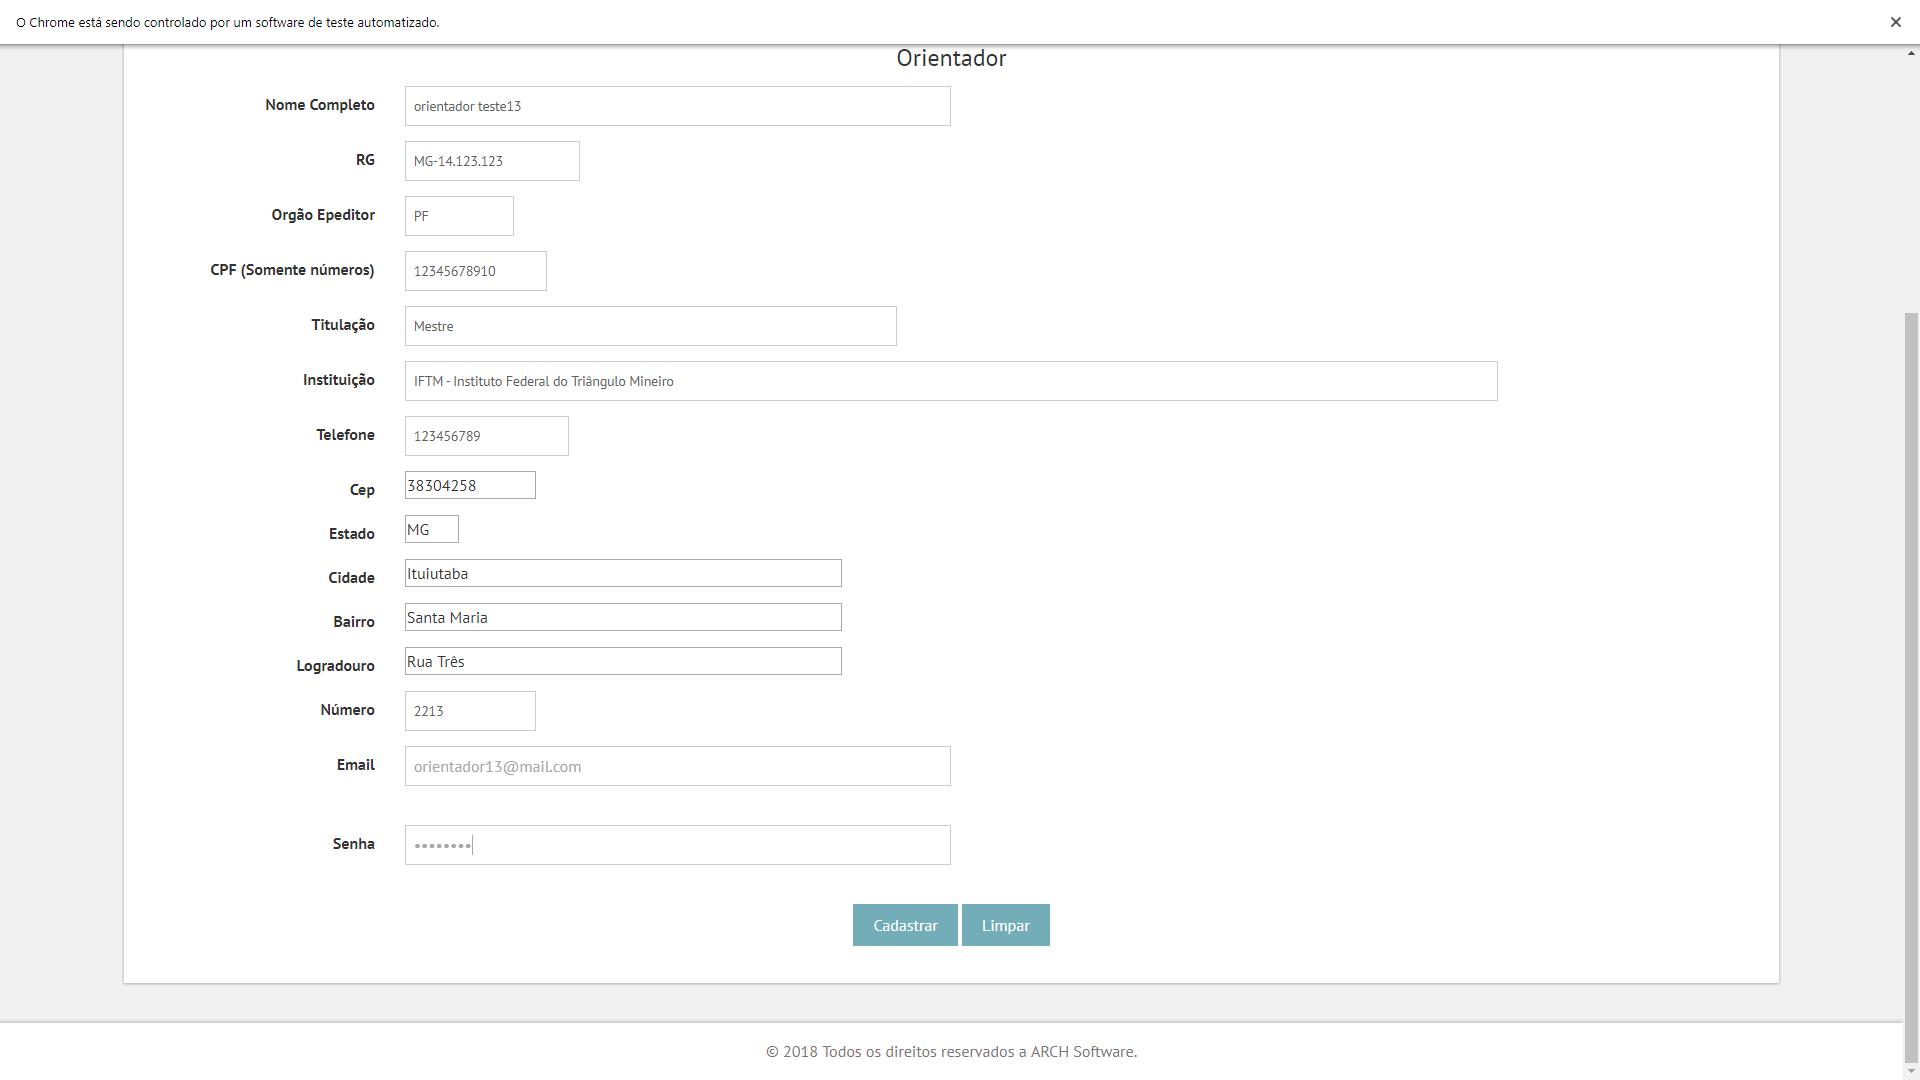 O Chrome está sendo controlado por um software de teste automatizado.
Orientador
Nome Completo orientador teste13
RG MG-14.123.123
Orgão Epeditor PF
CPF (Somente números) 12345678910
Titulação Mestre
Instituição IFTM - Instituto Federal do Triângulo Mineiro
Telefone 123456789
Cep 38304258
Estado MG
Cidade Ituiutaba
Bairro Santa Maria
Logradouro Rua Três
Número 2213
Email orientador13@mail.com
Senha ••••••••
Cadastrar Limpar
© 2018 Todos os direitos reservados a ARCH Software.